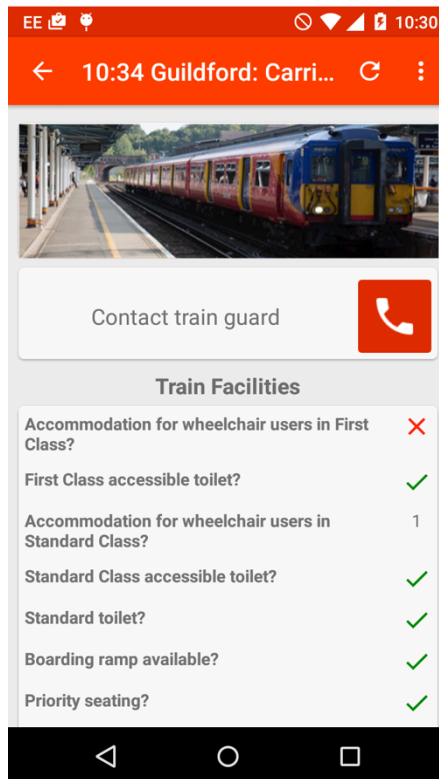 EE 10:30
10:34 Guildford: Carri...
Contact train guard
Train Facilities
Accommodation for wheelchair users in First
Class?
First Class accessible toilet?
Accommodation for wheelchair users in 1
Standard Class?
Standard Class accessible toilet?
Standard toilet?
Boarding ramp available?
Priority seating?